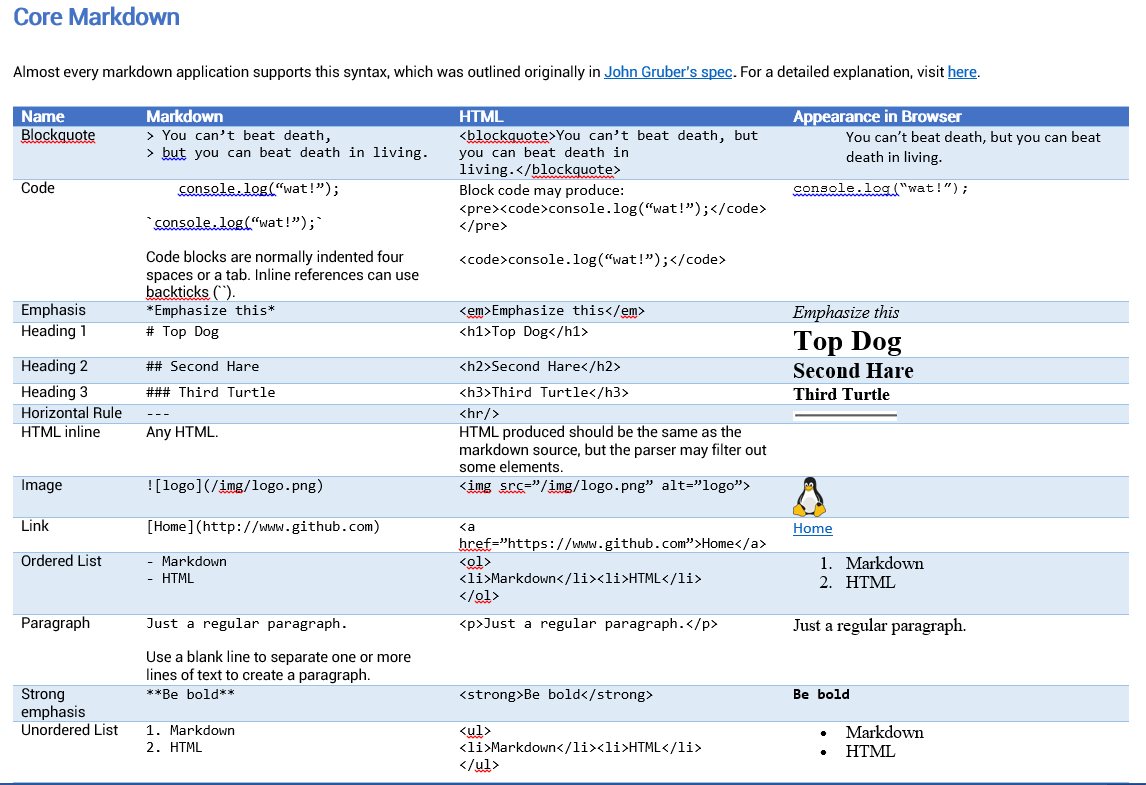 Core Markdown
Almost every markdown application supports this syntax, which was outlined originally in John Gruber's spec. For a detailed explanation, visit here.
Name Markdown HTML Appearance in Browser
Blockquote > You can’t beat death, <blockquote>You can’t beat death, but You can’t beat death, but you can beat
> but you can beat death in living. you can beat death in death in living.
living.</blockquote>
Code console.log(“wat!”); Block code may produce: console.log(“wat!”);
<pre><code>console.log(“wat!”);</code>
`console.log(“wat!”);` </pre>
Code blocks are normally indented four <code>console.log(“wat!”);</code>
spaces or a tab. Inline references can use
backticks (``).
Emphasis *Emphasize this* <em>Emphasize this</em> Emphasize this
Heading 1 # Top Dog <h1>Top Dog</h1> Top Dog
Heading 2 ## Second Hare <h2>Second Hare</h2> Second Hare
Heading 3 ### Third Turtle <h3>Third Turtle</h3> Third Turtle
Horizontal Rule --- <hr/>
HTML inline Any HTML. HTML produced should be the same as the
markdown source, but the parser may filter out
some elements.
Image ![logo](/img/logo.png) <img src=”/img/logo.png” alt=”logo”>
Link [Home](http://www.github.com) <a Home
href=”https://www.github.com”>Home</a>
Ordered List - Markdown <ol> 1. Markdown
- HTML <li>Markdown</li><li>HTML</li> 2. HTML
</ol>
Paragraph Just a regular paragraph. <p>Just a regular paragraph.</p> Just a regular paragraph.
Use a blank line to separate one or more
lines of text to create a paragraph.
Strong **Be bold** <strong>Be bold</strong> Be bold
emphasis
Unordered List 1. Markdown <ul> • Markdown
2. HTML <li>Markdown</li><li>HTML</li> • HTML
</ul>